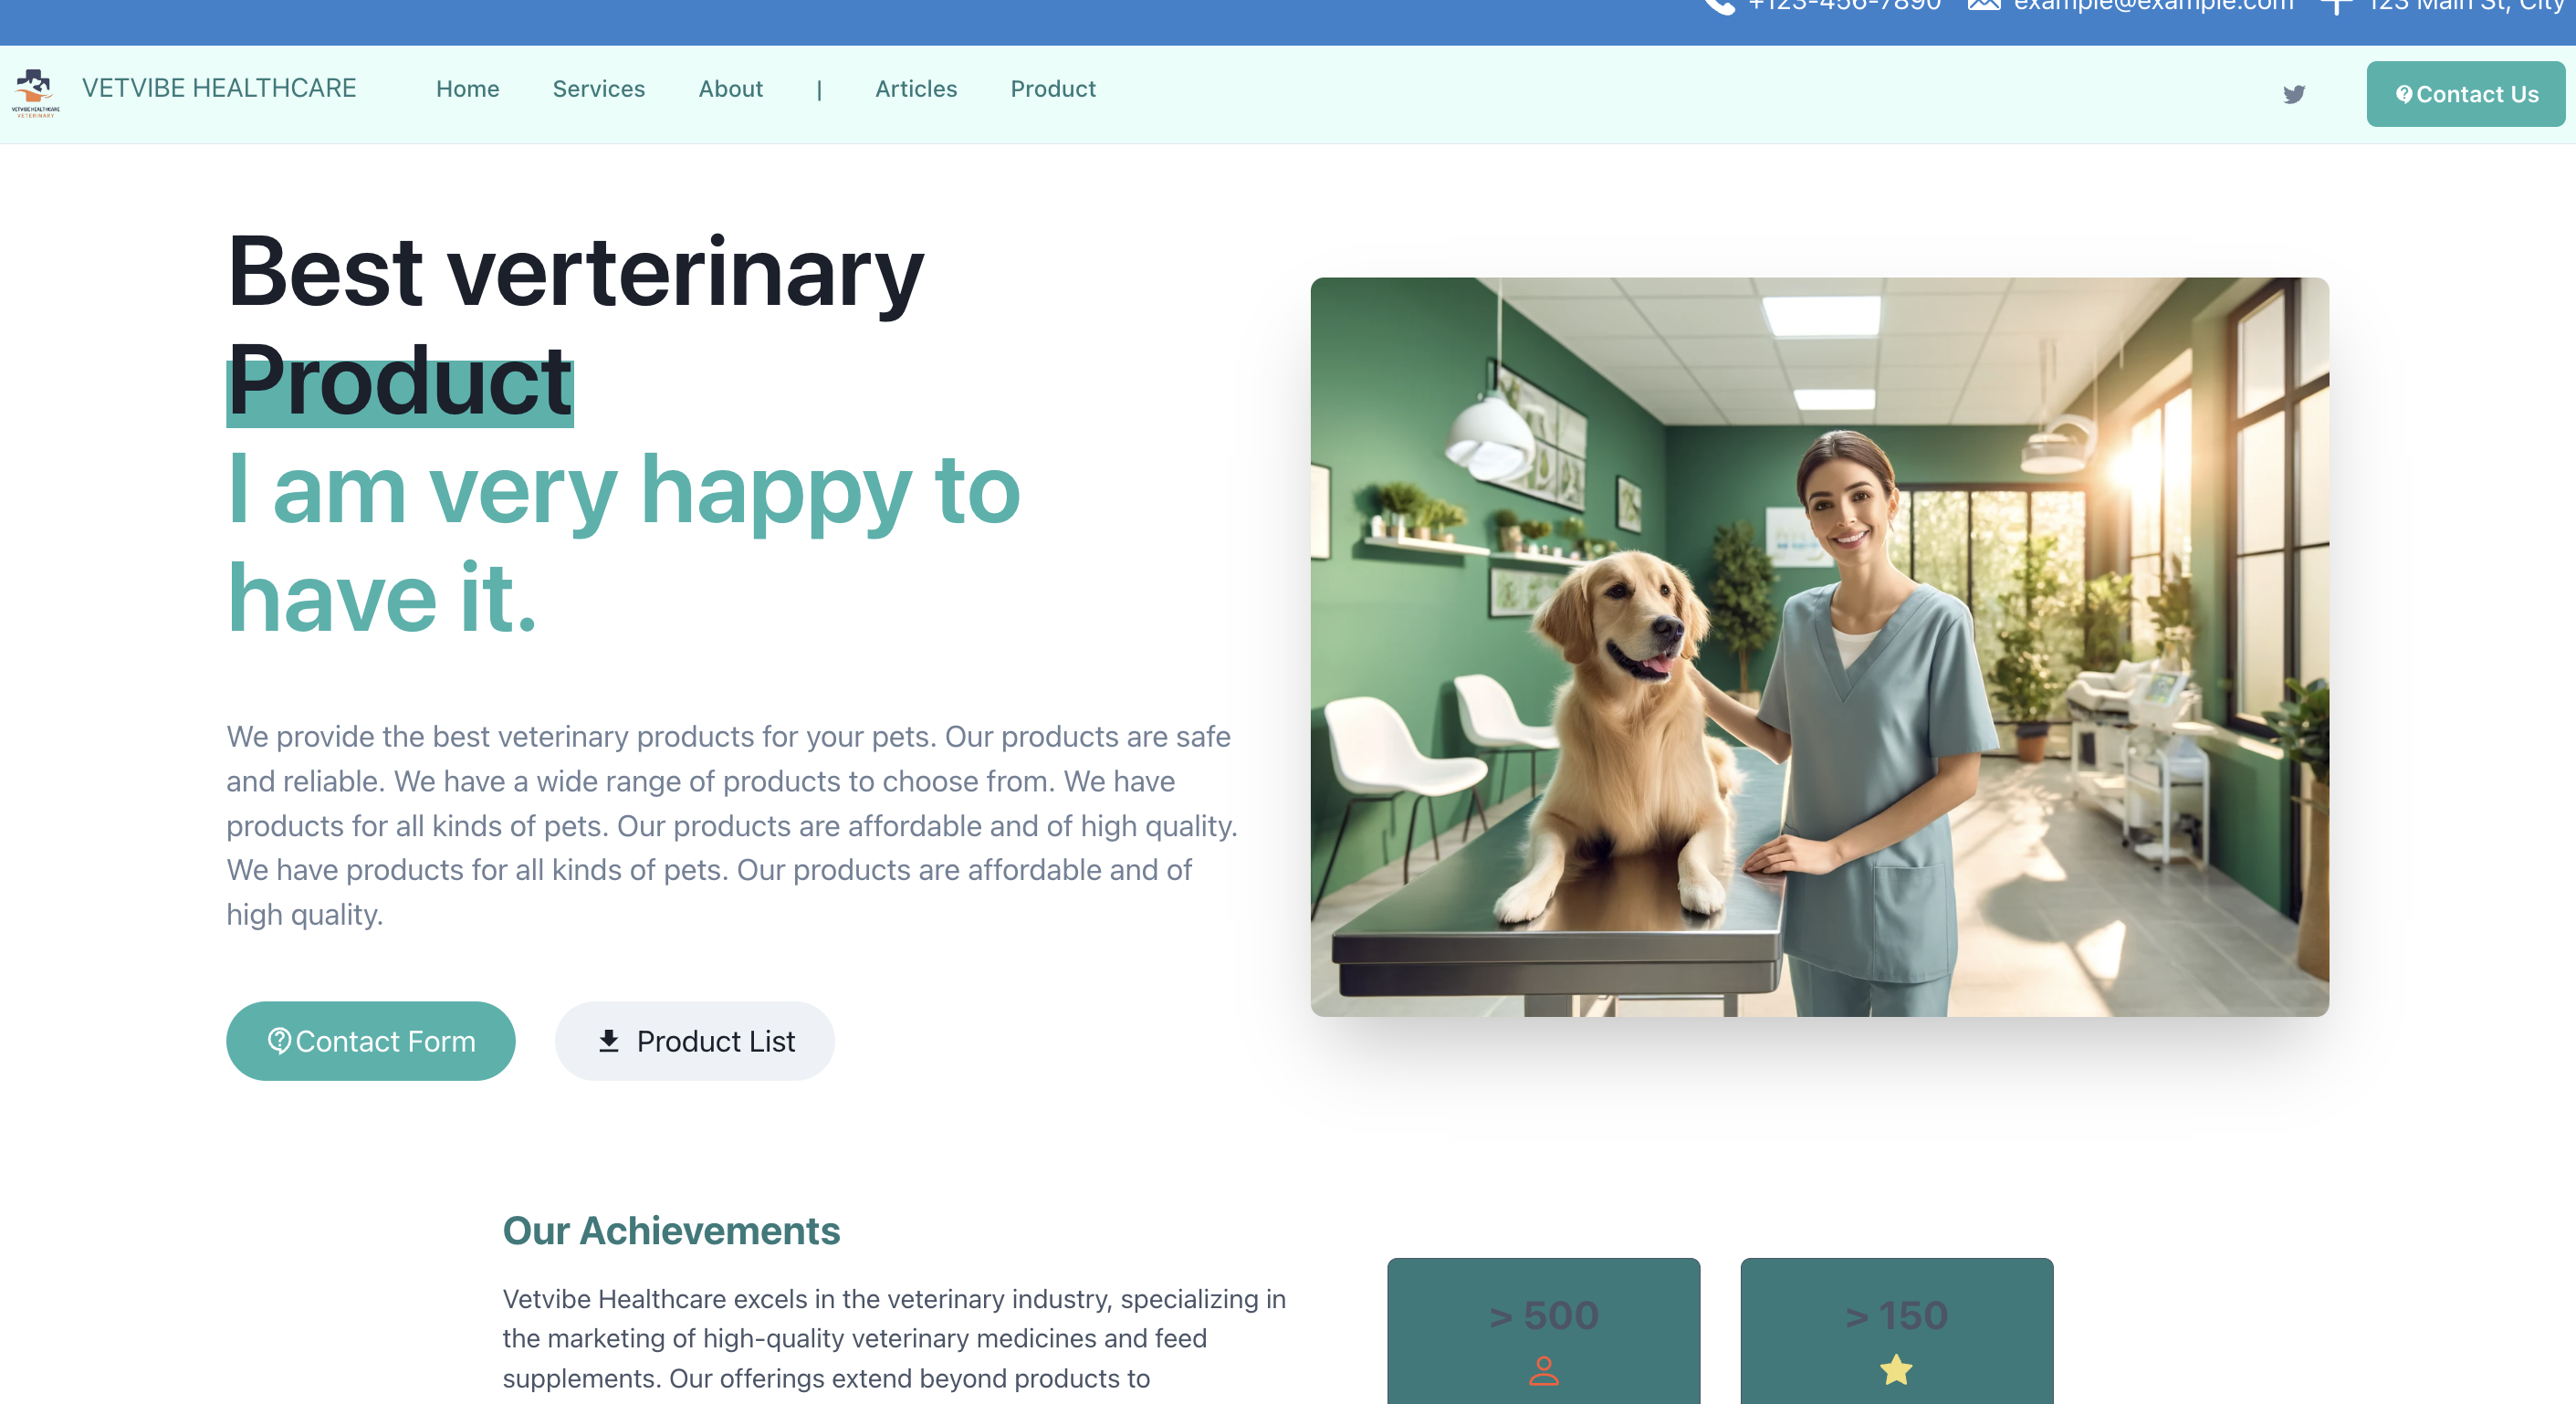 +123-456-7890 example@example.com 123 Main St, City
VETVIBE HEALTHCARE
VETERINARY
VETVIBE HEALTHCARE Home Services About | Articles Product Contact Us
Best verterinary
Product
I am very happy to
have it.
We provide the best veterinary products for your pets. Our products are safe
and reliable. We have a wide range of products to choose from. We have
products for all kinds of pets. Our products are affordable and of high quality.
We have products for all kinds of pets. Our products are affordable and of
high quality.
Contact Form Product List
Our Achievements
Vetvibe Healthcare excels in the veterinary industry, specializing in
the marketing of high-quality veterinary medicines and feed
supplements. Our offerings extend beyond products to
> 500 > 150